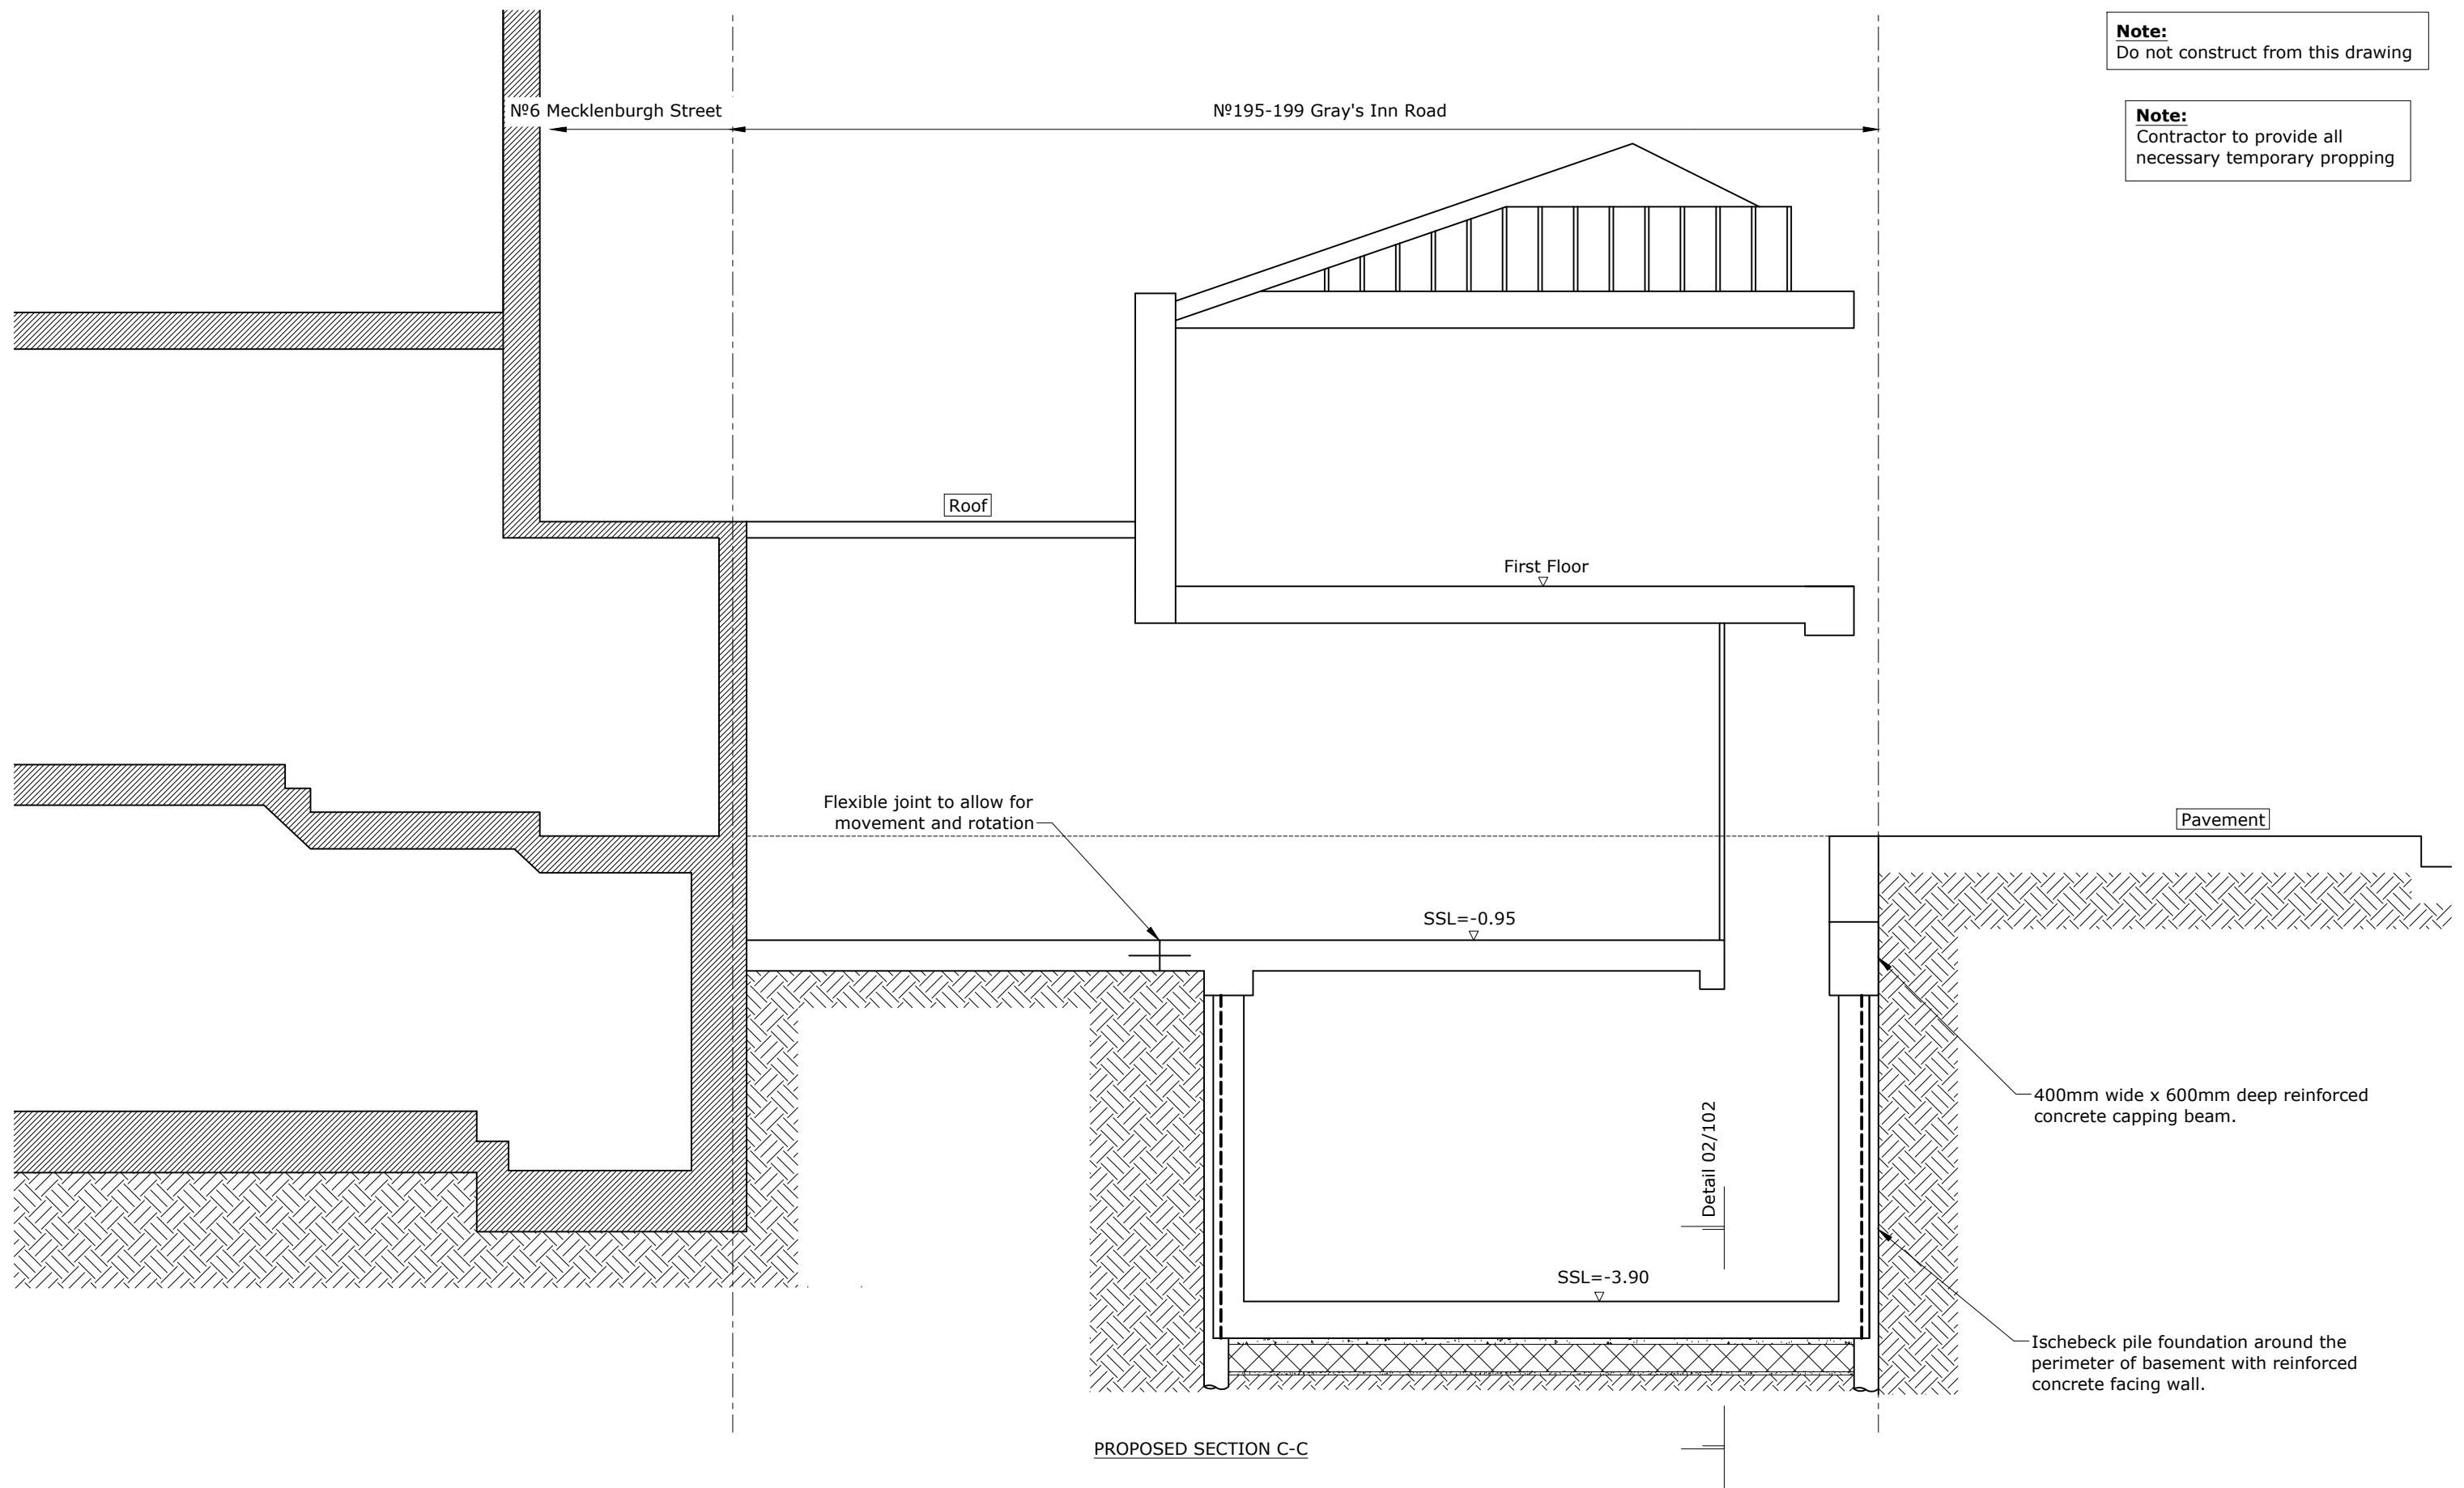 Note:
Do not construct from this drawing
Note:
Contractor to provide all
necessary temporary propping
№6 Mecklenburgh Street
№195-199 Gray's Inn Road
Roof
First Floor
Flexible joint to allow for
movement and rotation
Pavement
SSL=-0.95
400mm wide x 600mm deep reinforced
concrete capping beam.
Detail 02/102
SSL=-3.90
Ischebeck pile foundation around the
perimeter of basement with reinforced
concrete facing wall.
PROPOSED SECTION C-C